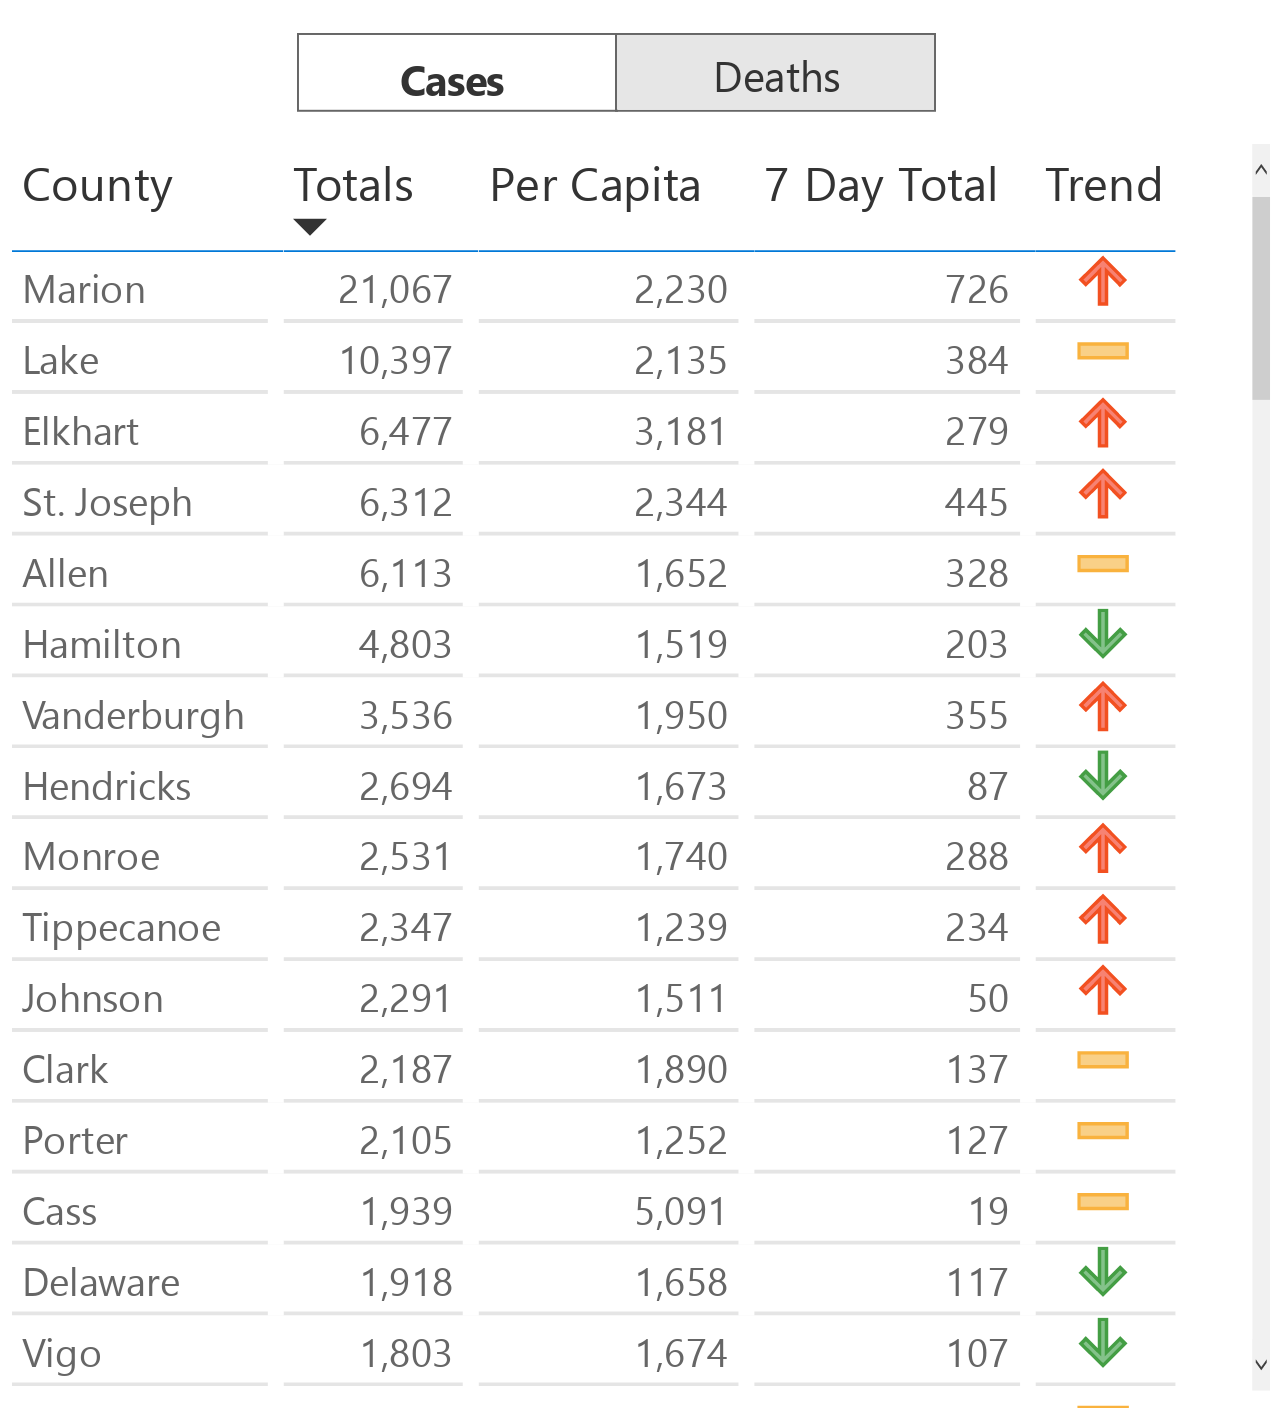 Cases Deaths
County Totals Per Capita 7 Day Total Trend
Marion 21,067 2,230 726
Lake 10,397 2,135 384
Elkhart 6,477 3,181 279
St. Joseph 6,312 2,344 445
Allen 6,113 1,652 328
Hamilton 4,803 1,519 203
Vanderburgh 3,536 1,950 355
Hendricks 2,694 1,673 87
Monroe 2,531 1,740 288
Tippecanoe 2,347 1,239 234
Johnson 2,291 1,511 50
Clark 2,187 1,890 137
Porter 2,105 1,252 127
Cass 1,939 5,091 19
Delaware 1,918 1,658 117
Vigo 1,803 1,674 107